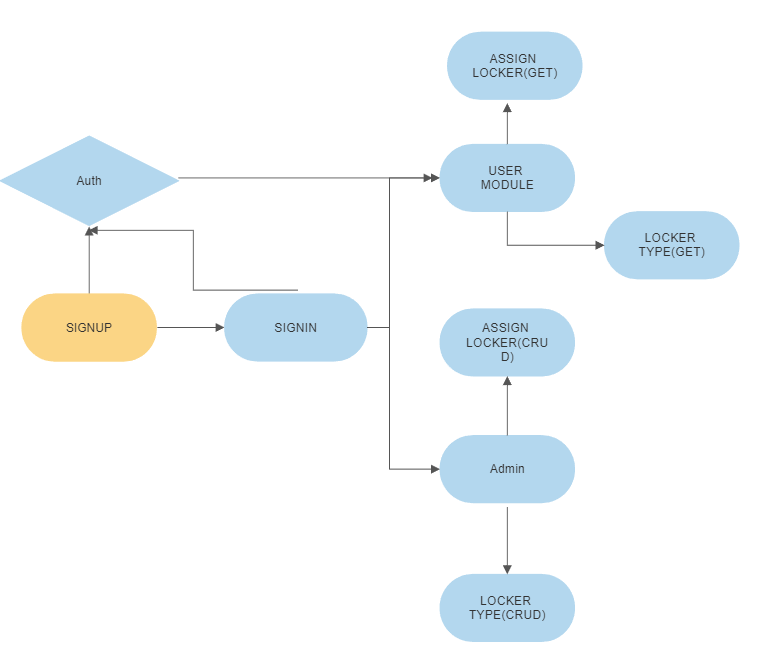 ASSIGN
LOCKER(GET)
Auth
USER
MODULE
LOCKER
TYPE(GET)
SIGNUP
SIGNIN
ASSIGN
LOCKER(CRU
D)
Admin
LOCKER
TYPE(CRUD)